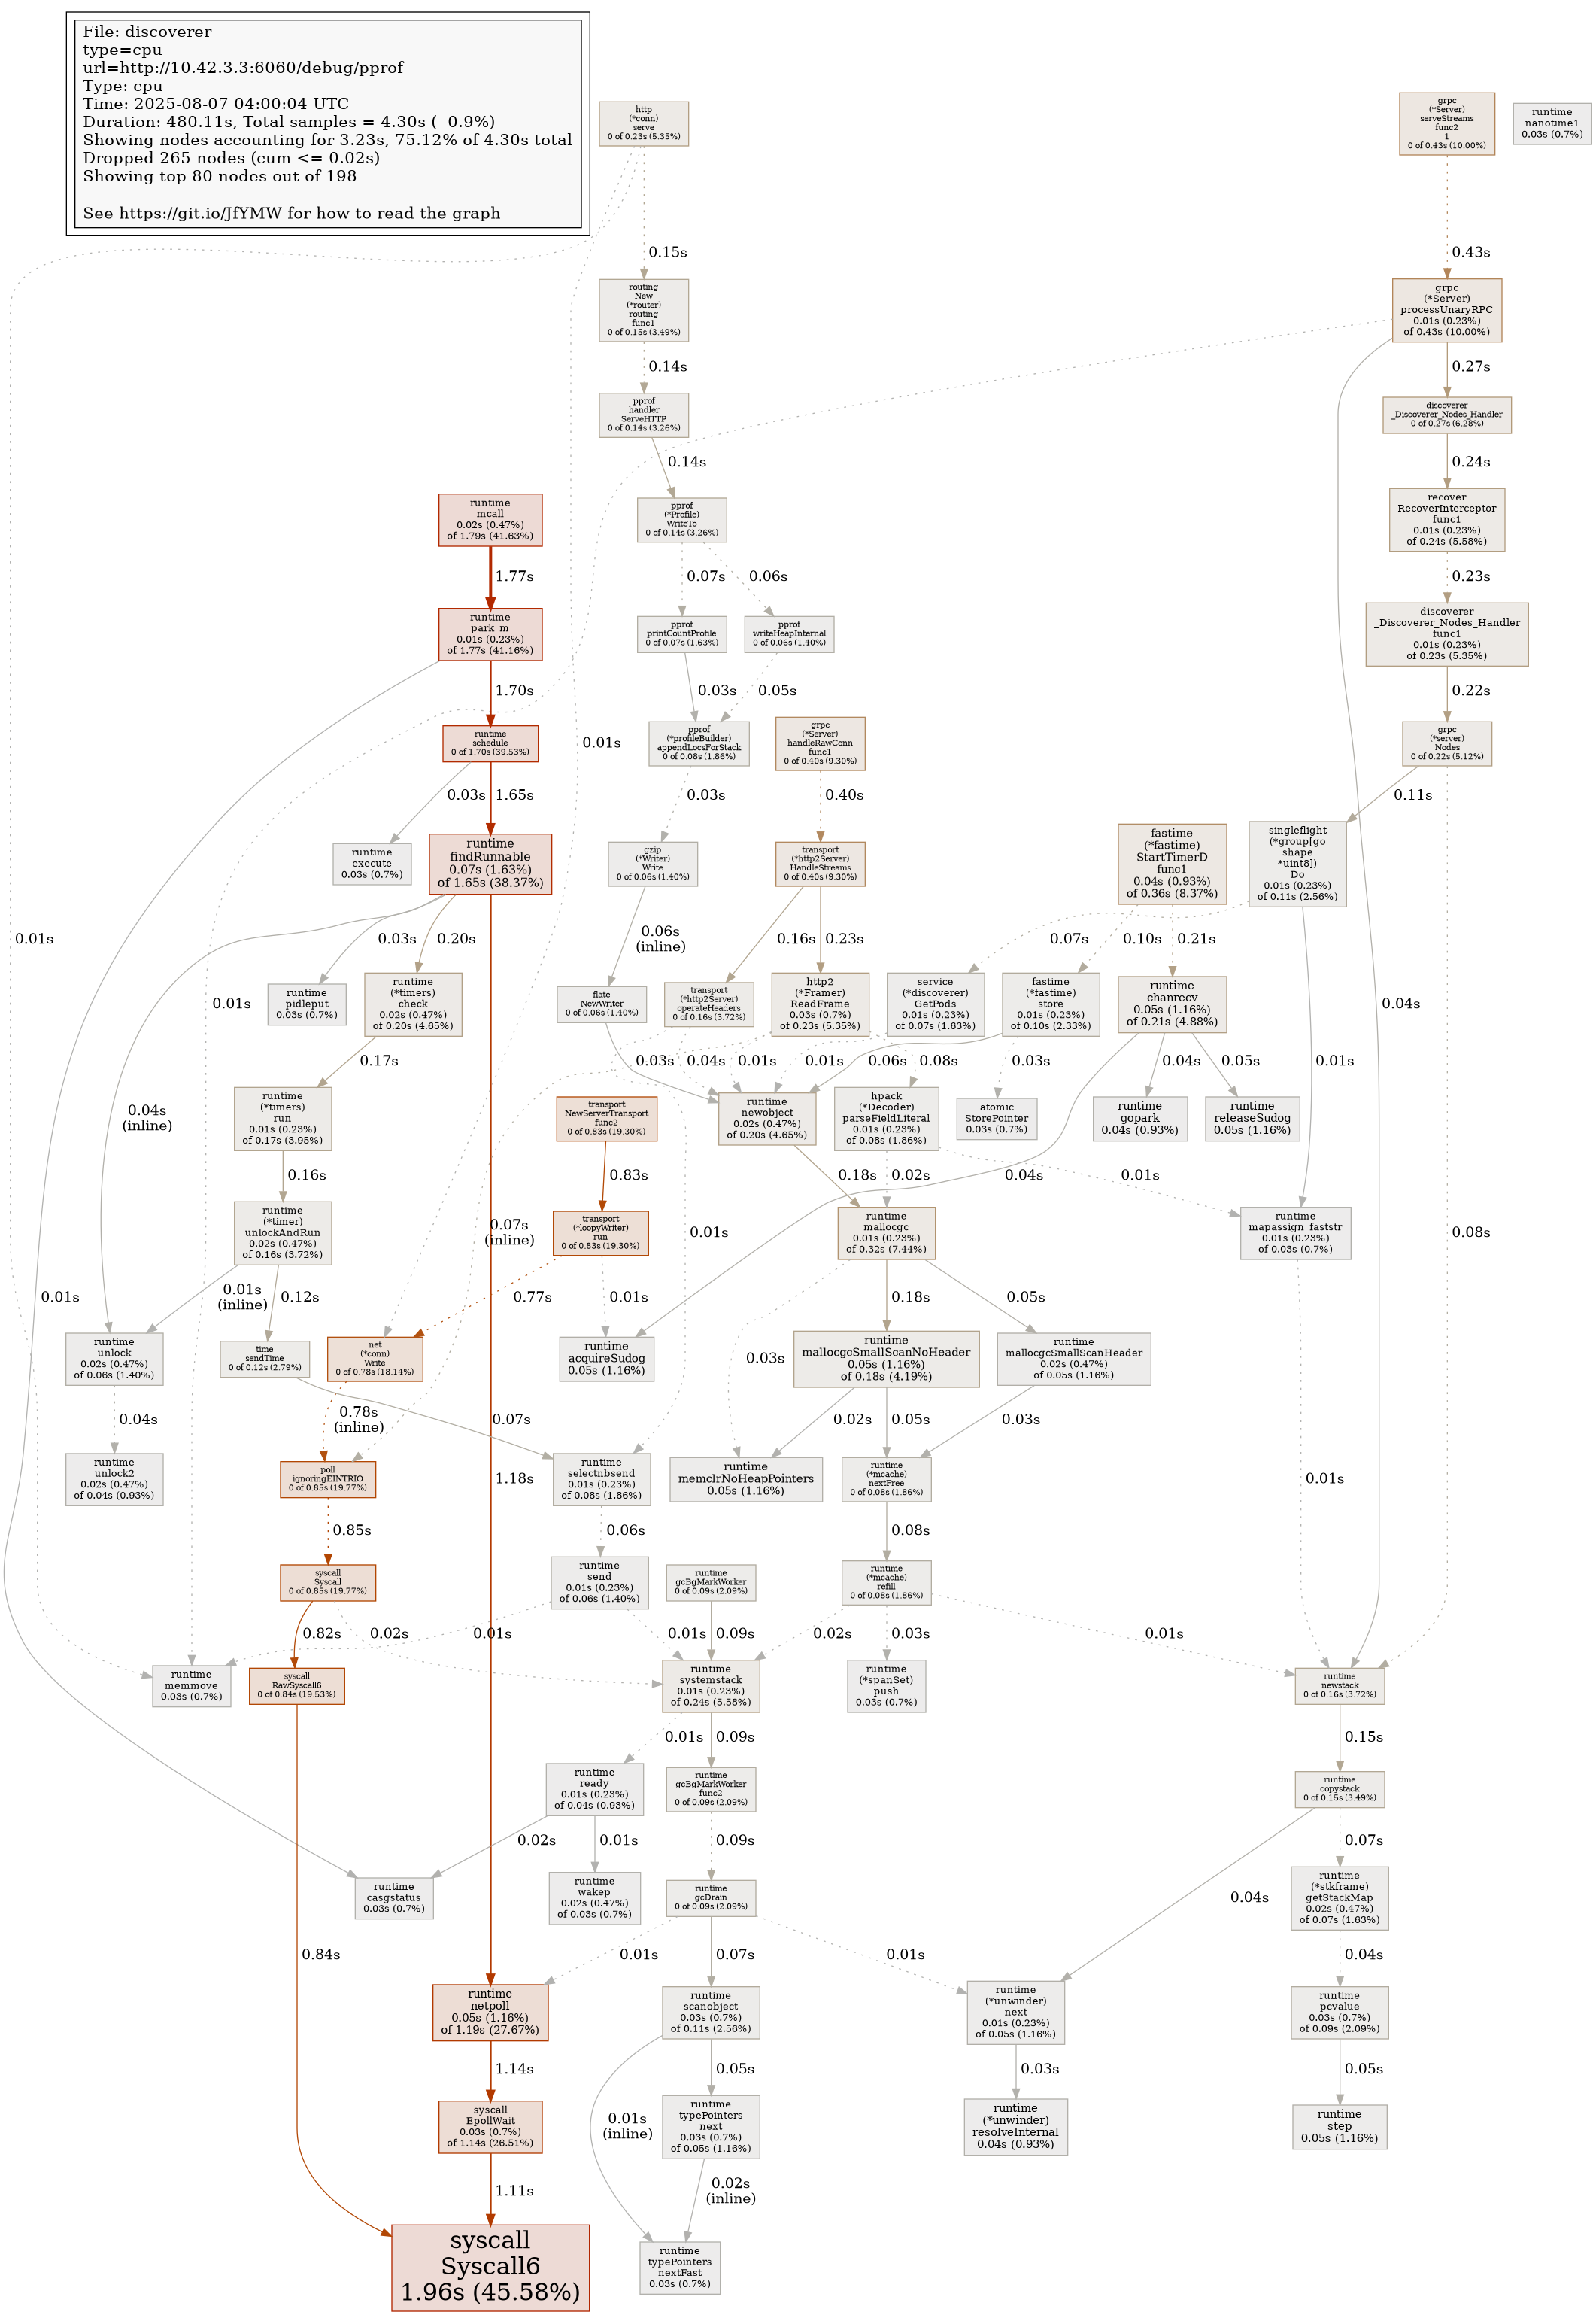 File: discoverer
type=cpu
url=http://10.42.3.3:6060/debug/pprof
Type: cpu
Time: 2025-08-07 04:00:04 UTC
Duration: 480.11s, Total samples = 4.30s ( 0.9%)
Showing nodes accounting for 3.23s, 75.12% of 4.30s total
Dropped 265 nodes (cum <= 0.02s)
Showing top 80 nodes out of 198
See https://git.io/JfYMW for how to read the graph
http
(*conn)
serve
0 of 0.23s (5.35%)
grpc
(*Server)
serveStreams
func2
1
0 of 0.43s (10.00%)
runtime
nanotime1
0.03s (0.7%)
0.15s
0.43s
routing
New
(*router)
routing
func1
0 of 0.15s (3.49%)
grpc
(*Server)
processUnaryRPC
0.01s (0.23%)
of 0.43s (10.00%)
0.14s
0.27s
pprof
handler
ServeHTTP
0 of 0.14s (3.26%)
discoverer
_Discoverer_Nodes_Handler
0 of 0.27s (6.28%)
0.14s
0.24s
runtime
mcall
0.02s (0.47%)
of 1.79s (41.63%)
pprof
(*Profile)
WriteTo
0 of 0.14s (3.26%)
recover
RecoverInterceptor
func1
0.01s (0.23%)
of 0.24s (5.58%)
1.77s
0.07s
0.06s
0.23s
runtime
park_m
0.01s (0.23%)
of 1.77s (41.16%)
pprof
printCountProfile
0 of 0.07s (1.63%)
pprof
writeHeapInternal
0 of 0.06s (1.40%)
discoverer
_Discoverer_Nodes_Handler
func1
0.01s (0.23%)
of 0.23s (5.35%)
1.70s
0.03s
0.05s
0.22s
runtime
schedule
0 of 1.70s (39.53%)
0.01s
pprof
(*profileBuilder)
appendLocsForStack
0 of 0.08s (1.86%)
grpc
(*Server)
handleRawConn
func1
0 of 0.40s (9.30%)
grpc
(*server)
Nodes
0 of 0.22s (5.12%)
0.03s
1.65s
0.03s
0.40s
0.11s
runtime
execute
0.03s (0.7%)
runtime
findRunnable
0.07s (1.63%)
of 1.65s (38.37%)
gzip
(*Writer)
Write
0 of 0.06s (1.40%)
transport
(*http2Server)
HandleStreams
0 of 0.40s (9.30%)
fastime
(*fastime)
StartTimerD
func1
0.04s (0.93%)
of 0.36s (8.37%)
singleflight
(*group[go
shape
*uint8])
Do
0.01s (0.23%)
of 0.11s (2.56%)
0.01s
0.03s
0.20s
0.06s
(inline)
0.16s
0.23s
0.07s
0.10s
0.21s
runtime
pidleput
0.03s (0.7%)
runtime
(*timers)
check
0.02s (0.47%)
of 0.20s (4.65%)
flate
NewWriter
0 of 0.06s (1.40%)
transport
(*http2Server)
operateHeaders
0 of 0.16s (3.72%)
http2
(*Framer)
ReadFrame
0.03s (0.7%)
of 0.23s (5.35%)
service
(*discoverer)
GetPods
0.01s (0.23%)
of 0.07s (1.63%)
fastime
(*fastime)
store
0.01s (0.23%)
of 0.10s (2.33%)
runtime
chanrecv
0.05s (1.16%)
of 0.21s (4.88%)
0.01s
0.04s
0.17s
0.03s
0.04s
0.01s
0.01s
0.06s
0.08s
0.03s
0.04s
0.05s
0.01s
0.04s
(inline)
runtime
(*timers)
run
0.01s (0.23%)
of 0.17s (3.95%)
transport
NewServerTransport
func2
0 of 0.83s (19.30%)
runtime
newobject
0.02s (0.47%)
of 0.20s (4.65%)
hpack
(*Decoder)
parseFieldLiteral
0.01s (0.23%)
of 0.08s (1.86%)
atomic
StorePointer
0.03s (0.7%)
runtime
gopark
0.04s (0.93%)
runtime
releaseSudog
0.05s (1.16%)
0.16s
0.83s
0.18s
0.02s
0.04s
0.01s
runtime
(*timer)
unlockAndRun
0.02s (0.47%)
of 0.16s (3.72%)
0.07s
(inline)
transport
(*loopyWriter)
run
0 of 0.83s (19.30%)
0.01s
runtime
mallocgc
0.01s (0.23%)
of 0.32s (7.44%)
runtime
mapassign_faststr
0.01s (0.23%)
of 0.03s (0.7%)
0.08s
0.01s
0.01s
(inline)
0.12s
0.77s
0.01s
0.18s
0.05s
runtime
unlock
0.02s (0.47%)
of 0.06s (1.40%)
time
sendTime
0 of 0.12s (2.79%)
net
(*conn)
Write
0 of 0.78s (18.14%)
runtime
acquireSudog
0.05s (1.16%)
0.03s
runtime
mallocgcSmallScanNoHeader
0.05s (1.16%)
of 0.18s (4.19%)
runtime
mallocgcSmallScanHeader
0.02s (0.47%)
of 0.05s (1.16%)
0.04s
0.78s
(inline)
0.07s
0.02s
0.05s
0.03s
runtime
unlock2
0.02s (0.47%)
of 0.04s (0.93%)
poll
ignoringEINTRIO
0 of 0.85s (19.77%)
1.18s
runtime
selectnbsend
0.01s (0.23%)
of 0.08s (1.86%)
runtime
memclrNoHeapPointers
0.05s (1.16%)
runtime
(*mcache)
nextFree
0 of 0.08s (1.86%)
0.01s
0.85s
0.06s
0.08s
syscall
Syscall
0 of 0.85s (19.77%)
runtime
send
0.01s (0.23%)
of 0.06s (1.40%)
runtime
gcBgMarkWorker
0 of 0.09s (2.09%)
runtime
(*mcache)
refill
0 of 0.08s (1.86%)
0.82s
0.02s
0.01s
0.01s
0.09s
0.02s
0.03s
0.01s
runtime
memmove
0.03s (0.7%)
syscall
RawSyscall6
0 of 0.84s (19.53%)
runtime
systemstack
0.01s (0.23%)
of 0.24s (5.58%)
runtime
(*spanSet)
push
0.03s (0.7%)
runtime
newstack
0 of 0.16s (3.72%)
0.01s
0.09s
0.15s
runtime
ready
0.01s (0.23%)
of 0.04s (0.93%)
runtime
gcBgMarkWorker
func2
0 of 0.09s (2.09%)
runtime
copystack
0 of 0.15s (3.49%)
0.02s
0.01s
0.09s
0.07s
runtime
casgstatus
0.03s (0.7%)
runtime
wakep
0.02s (0.47%)
of 0.03s (0.7%)
runtime
gcDrain
0 of 0.09s (2.09%)
0.04s
runtime
(*stkframe)
getStackMap
0.02s (0.47%)
of 0.07s (1.63%)
0.84s
0.01s
0.07s
0.01s
0.04s
runtime
netpoll
0.05s (1.16%)
of 1.19s (27.67%)
runtime
scanobject
0.03s (0.7%)
of 0.11s (2.56%)
runtime
(*unwinder)
next
0.01s (0.23%)
of 0.05s (1.16%)
runtime
pcvalue
0.03s (0.7%)
of 0.09s (2.09%)
1.14s
0.05s
0.03s
0.05s
syscall
EpollWait
0.03s (0.7%)
of 1.14s (26.51%)
0.01s
(inline)
runtime
typePointers
next
0.03s (0.7%)
of 0.05s (1.16%)
runtime
(*unwinder)
resolveInternal
0.04s (0.93%)
runtime
step
0.05s (1.16%)
1.11s
0.02s
(inline)
syscall
Syscall6
1.96s (45.58%)
runtime
typePointers
nextFast
0.03s (0.7%)